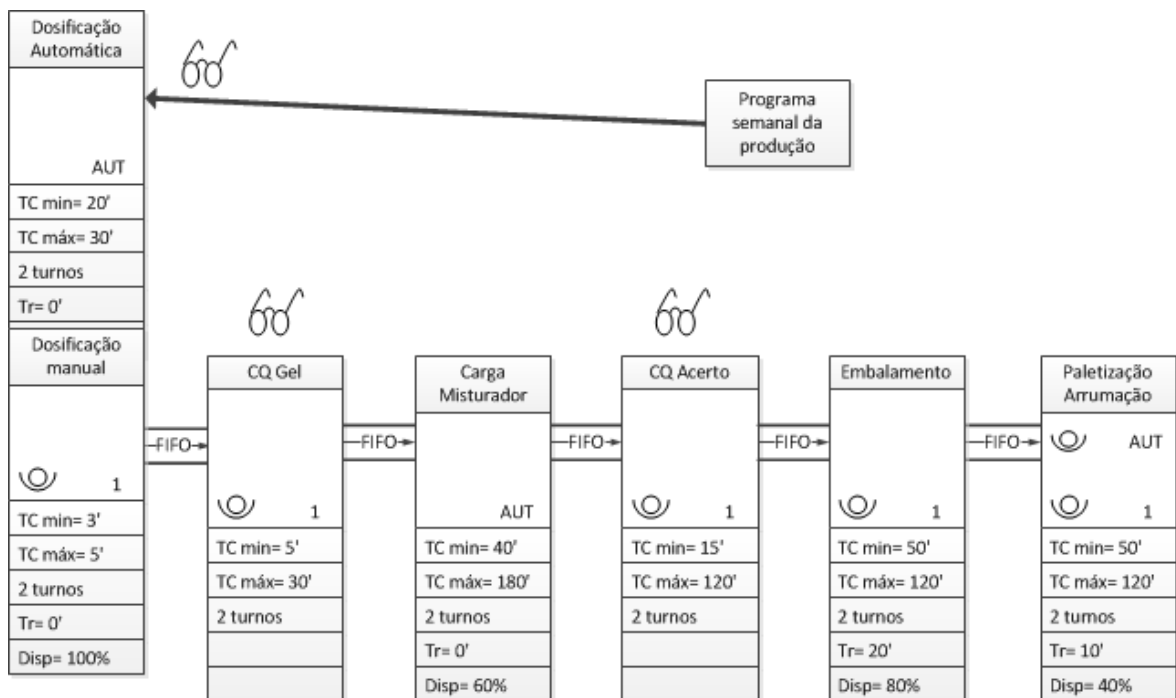 Dosificação
Automática
AUT
TC min= 20'
TC máx= 30'
2 turnos
Tr= 0'
Programa
semanal da
produção
Dosificação
manual
1
TC min= 3'
TC máx= 5'
2 turnos
Tr= 0'
Disp= 100%
FIFO
CQ Gel
1
TC min= 5'
TC máx= 30'
2 turnos
FIFO
Carga
Misturador
AUT
TC min= 40'
TC máx= 180'
2 turnos
Tr= 0'
Disp= 60%
FIFO
CQ Acerto
1
TC min= 15'
TC máx= 120'
2 turnos
FIFO
Embalamento
1
TC min= 50'
TC máx= 120'
2 turnos
Tr= 20'
Disp= 80%
FIFO
Paletização
Arrumação
AUT
1
TC min= 50'
TC máx= 120'
2 turnos
Tr= 10'
Disp= 40%